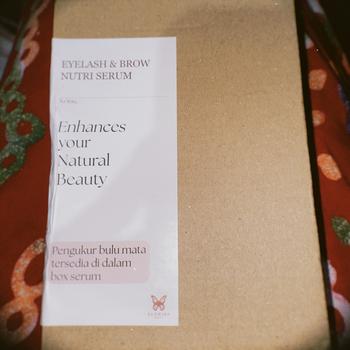 EYELASH & BROW
NUTRI SERUM
Enhances
your
Natural
Beauty
Pengukur bulu mata
tersedia di dalam
box serum